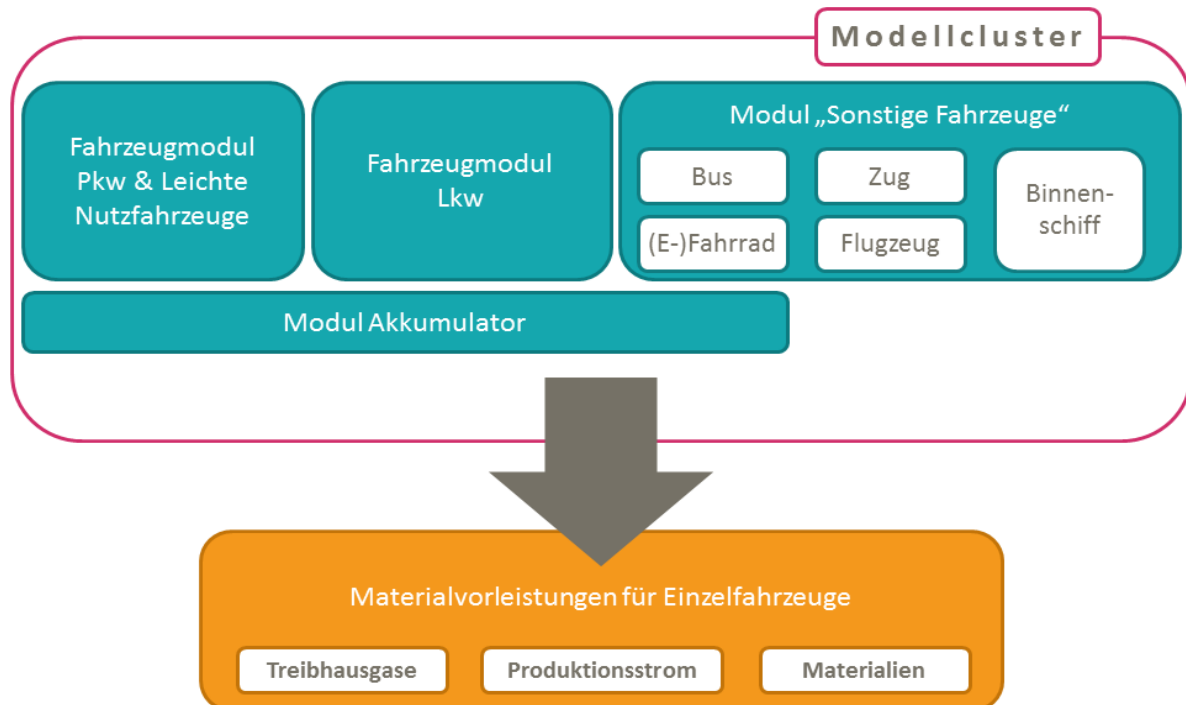 Modellcluster
Fahrzeugmodul
Pkw & Leichte
Nutzfahrzeuge
Fahrzeugmodul
Lkw
Modul „Sonstige Fahrzeuge“
Bus
Zug
Binnen-
schiff
(E-)Fahrrad
Flugzeug
Modul Akkumulator
Materialvorleistungen für Einzelfahrzeuge
Treibhausgase
Produktionsstrom
Materialien